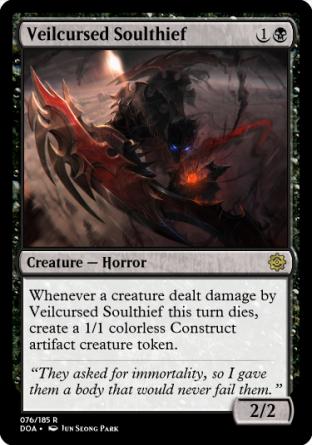 Veilcursed Soulthief 1
Creature — Horror
Whenever a creature dealt damage by
Veilcursed Soulthief this turn dies,
create a 1/1 colorless Construct
artifact creature token.
“They asked for immortality, so I gave
them a body that would never fail them.”
2/2
076/185 R
DOA • Jun Seong Park